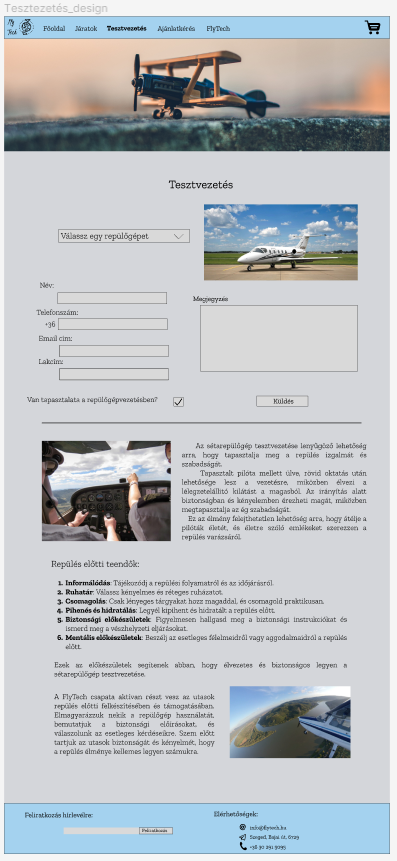 Tesztezetés_design
Fly
Tech
Főoldal Járatok Tesztvezetés Ajánlatkérés FlyTech
Tesztvezetés
Válassz egy repülőgépet
Név:
Megjegyzés
Telefonszám:
+36
Email cím:
Lakcím:
Van tapasztalata a repülőgépvezetésben?
Küldés
Az sétarepülőgép tesztvezetése lenyűgöző lehetőség
arra, hogy tapasztalja meg a repülés izgalmát és
szabadságát.
Tapasztalt pilóta mellett ülve, rövid oktatás után
lehetősége lesz a vezetésre, miközben élvezi a
lélegzetelállító kilátást a magasból. Az irányítás alatt
biztonságban és kényelemben érezheti magát, miközben
megtapasztalja az ég szabadságát.
Ez az élmény felejthetetlen lehetőség arra, hogy átélje a
pilóták életét, és életre szóló emlékeket szerezzen a
repülés varázsáról.
Repülés előtti teendők:
1. Informálódás: Tájékozódj a repülési folyamatról és az időjárásról.
2. Ruhatár: Válassz kényelmes és réteges ruházatot.
3. Csomagolás: Csak lényeges tárgyakat hozz magaddal, és csomagold praktikusan.
4. Pihenés és hidratálás: Legyél kipihent és hidratált a repülés előtt.
5. Biztonsági előkészületek: Figyelmesen hallgasd meg a biztonsági instrukciókat és
ismerd meg a vészhelyzeti eljárásokat.
6. Mentális előkészületek: Beszélj az esetleges félelmeidről vagy aggodalmaidról a repülés
előtt.
Ezek az előkészületek segítenek abban, hogy élvezetes és biztonságos legyen a
sétarepülőgép tesztvezetése.
A FlyTech csapata aktívan részt vesz az utasok
repülés előtti felkészítésében és támogatásában.
Elmagyarázzuk nekik a repülőgép használatát,
bemutatjuk a biztonsági előírásokat, és
válaszolunk az esetleges kérdéseikre. Szem előtt
tartjuk az utasok biztonságát és kényelmét, hogy
a repülés élménye kellemes legyen számukra.
Feliratkozás hírlevélre:
Feliratkozás
Elérhetőségek:
info@flytech.hu
Szeged, Bajai út, 6729
+36 30 291 9293